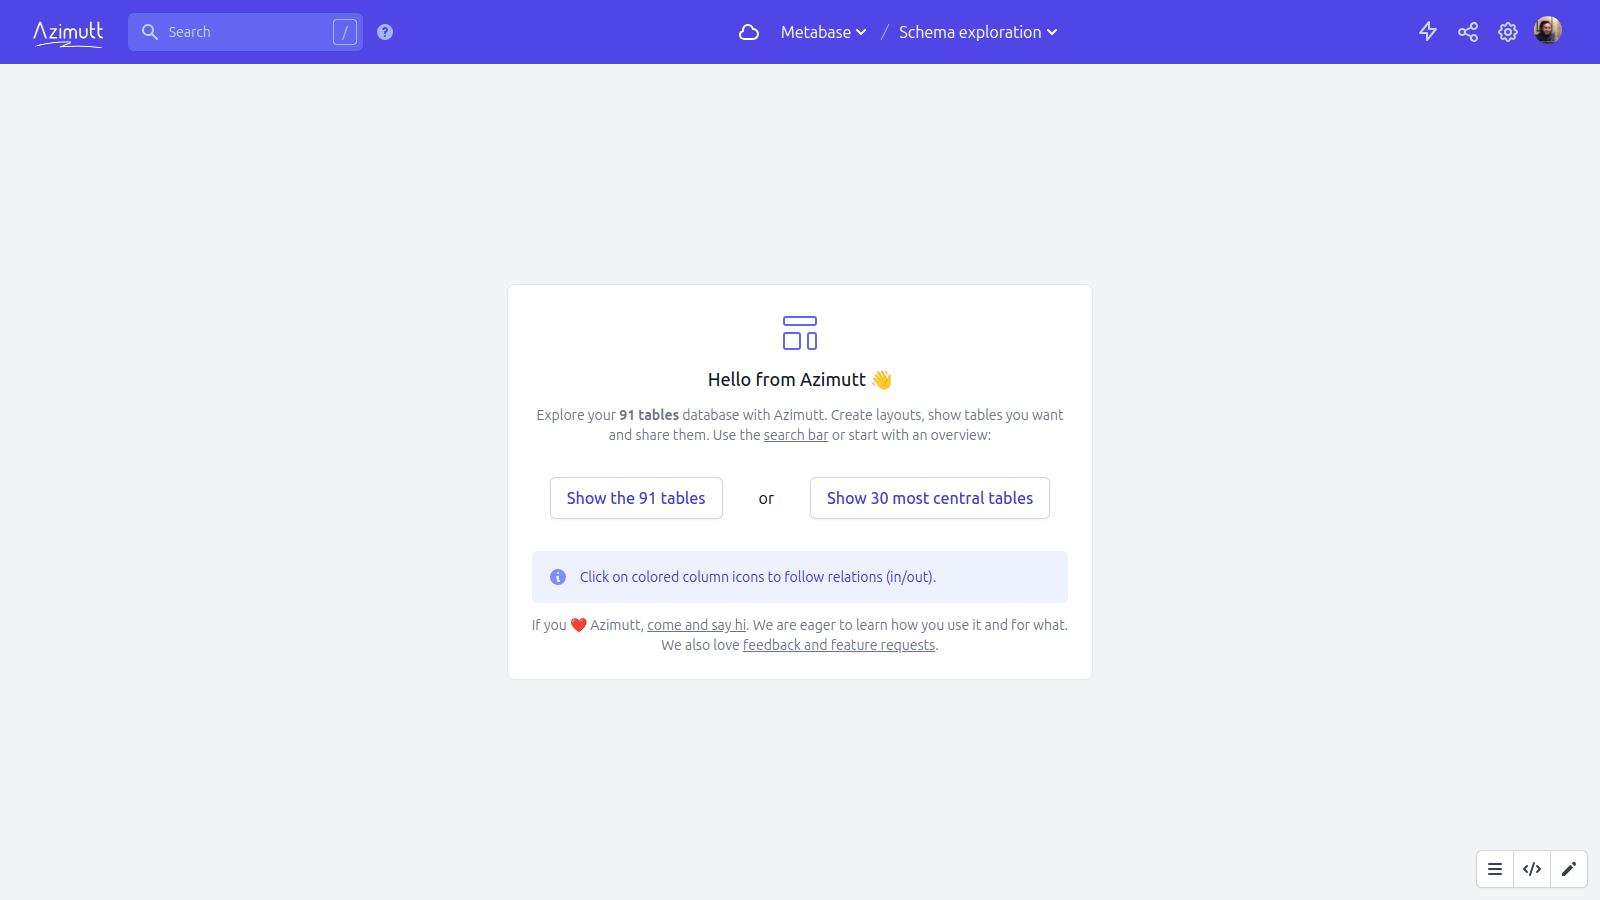 Azimutt
Search
/
?
Metabase / Schema exploration
Hello from Azimutt 👋
Explore your 91 tables database with Azimutt. Create layouts, show tables you want
and share them. Use the search bar or start with an overview:
Show the 91 tables or Show 30 most central tables
Click on colored column icons to follow relations (in/out).
If you ❤️ Azimutt, come and say hi. We are eager to learn how you use it and for what.
We also love feedback and feature requests.